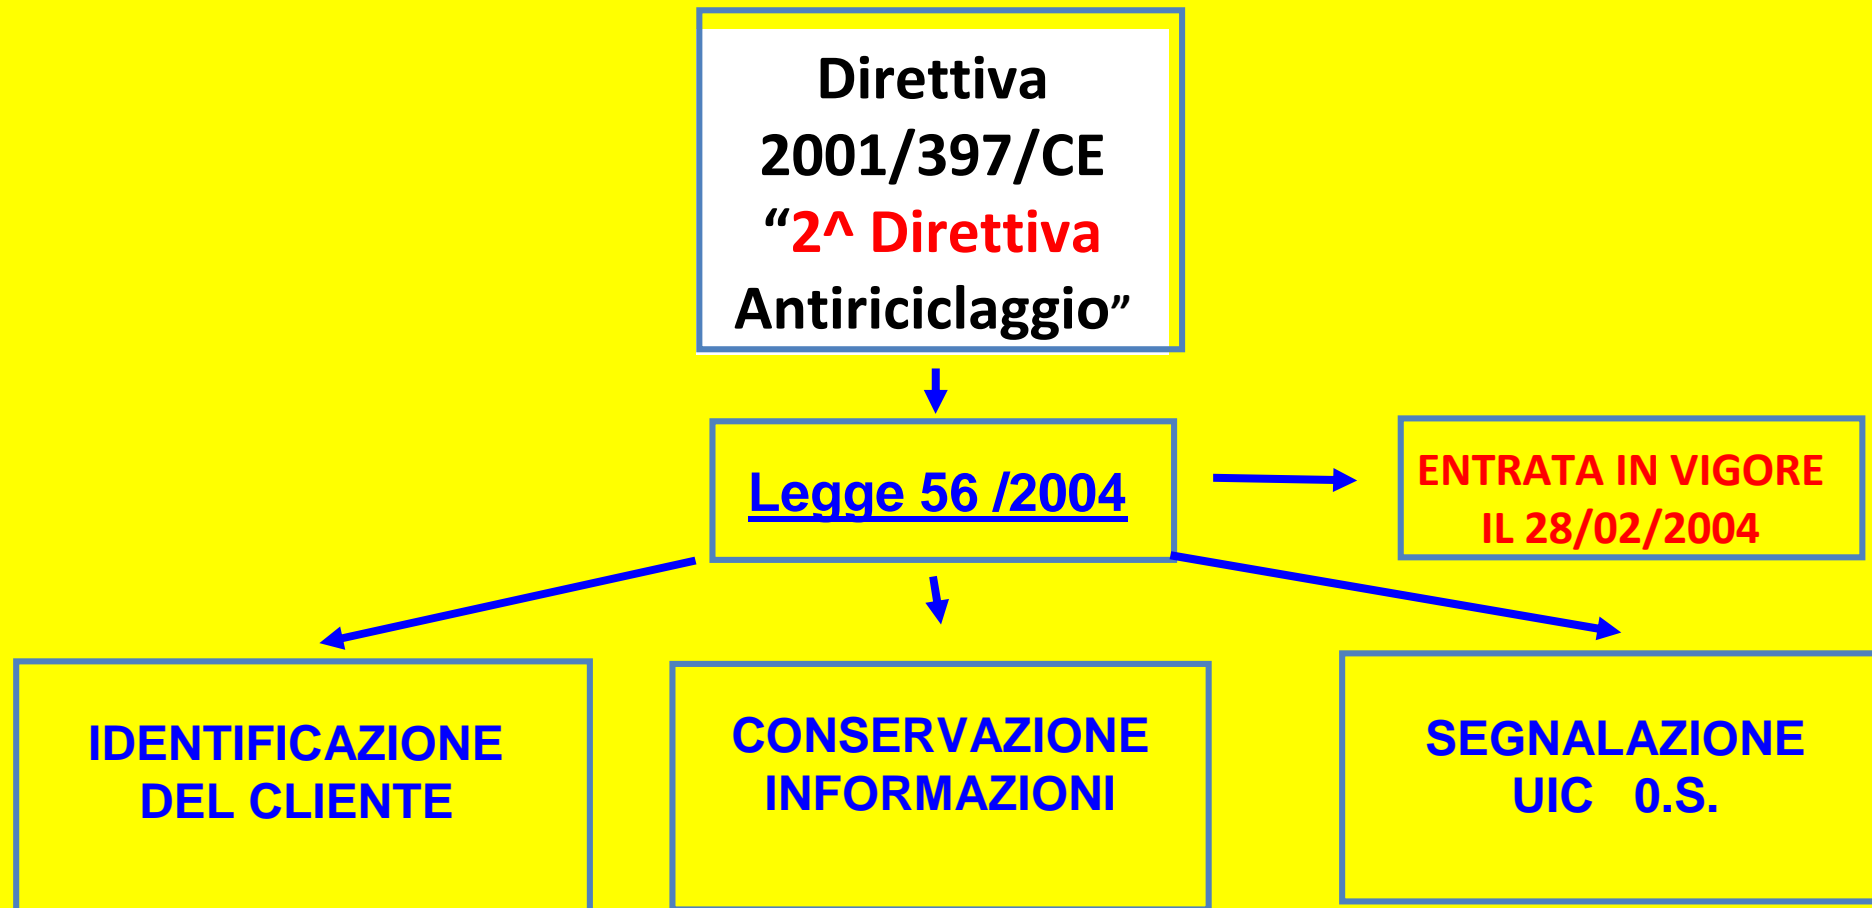 Direttiva
2001/397/CE
“2^ Direttiva
Antiriciclaggio”
Legge 56 /2004
ENTRATA IN VIGORE
IL 28/02/2004
IDENTIFICAZIONE
DEL CLIENTE
CONSERVAZIONE
INFORMAZIONI
SEGNALAZIONE
UIC 0.S.